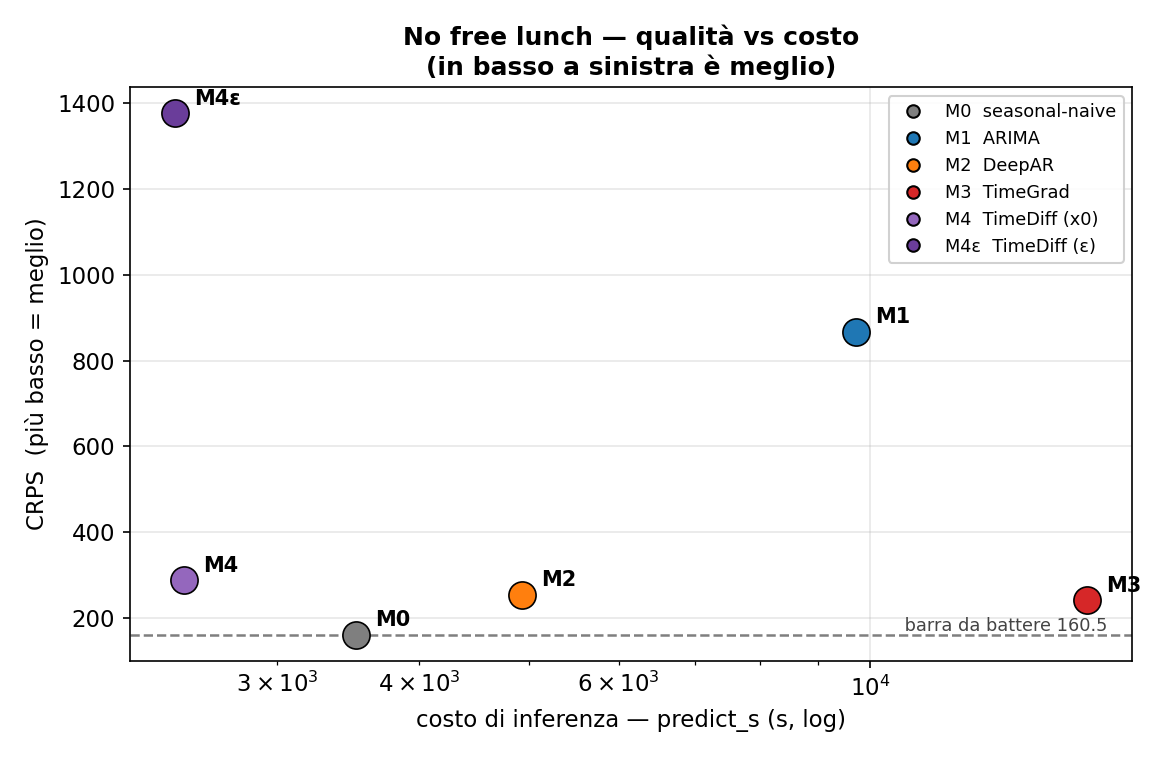 No free lunch — qualità vs costo
(in basso a sinistra è meglio)
CRPS (più basso = meglio)
1400
1200
1000
800
600
400
200
M4ε
M1
M4
M2
M0
M3
barra da battere 160.5
M0 seasonal-naive
M1 ARIMA
M2 DeepAR
M3 TimeGrad
M4 TimeDiff (x0)
M4ε TimeDiff (ε)
3 × 10³
4 × 10³
6 × 10³
10⁴
costo di inferenza — predict_s (s, log)